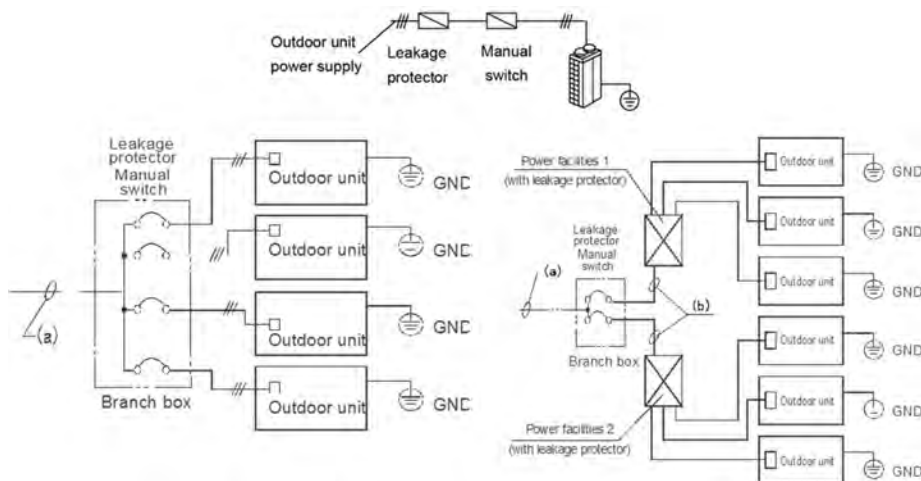 Outdoor unit
power supply
Leakage
protector
Manual
switch
Leakage
protector
Manual
switch
Outdoor unit
GND
Outdoor unit
GND
Outdoor unit
GND
Outdoor unit
GND
(a)
Branch box
Power facilities 1
(with leakage protector)
Leakage
protector
Manual
switch
(a)
(b)
Branch box
Power facilities 2
(with leakage protector)
Outdoor unit
GND
Outdoor unit
GND
Outdoor unit
GND
Outdoor unit
GND
Outdoor unit
GND
Outdoor unit
GND